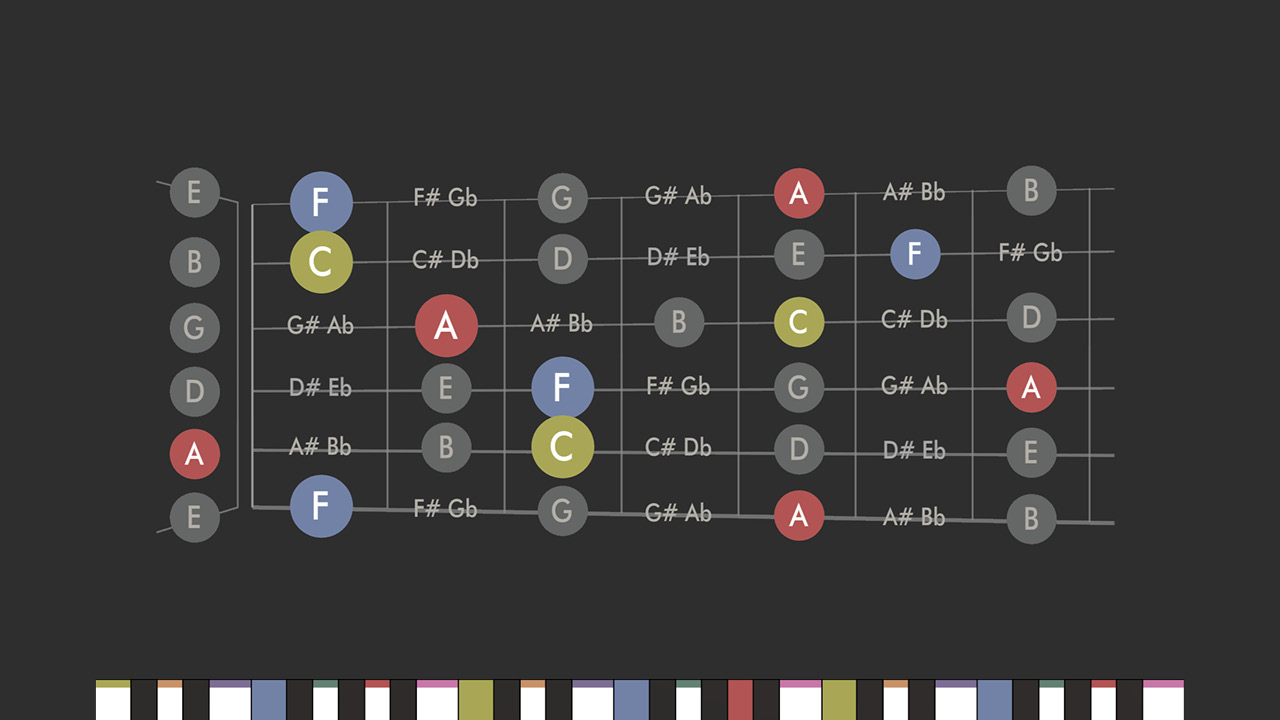 E F F# Gb G G# Ab A A# Bb B
B C C# Db D D# Eb E F F# Gb
G G# Ab A A# Bb B C C# Db D
D D# Eb E F F# Gb G G# Ab A
A A# Bb B C C# Db D D# Eb E
E F F# Gb G G# Ab A A# Bb B